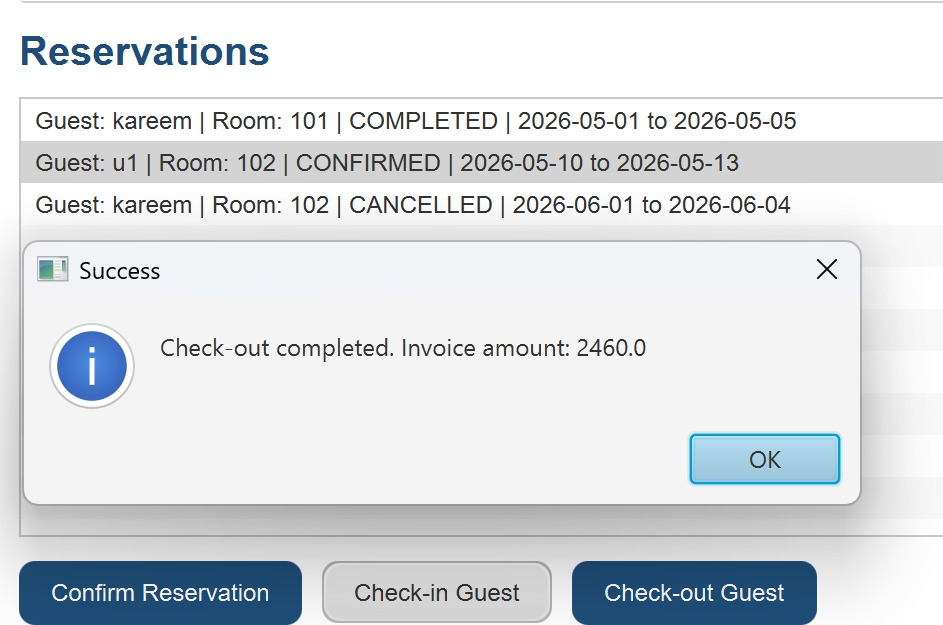 Reservations
Guest: kareem | Room: 101 | COMPLETED | 2026-05-01 to 2026-05-05
Guest: u1 | Room: 102 | CONFIRMED | 2026-05-10 to 2026-05-13
Guest: kareem | Room: 102 | CANCELLED | 2026-06-01 to 2026-06-04
Success
Check-out completed. Invoice amount: 2460.0
OK
Confirm Reservation
Check-in Guest
Check-out Guest